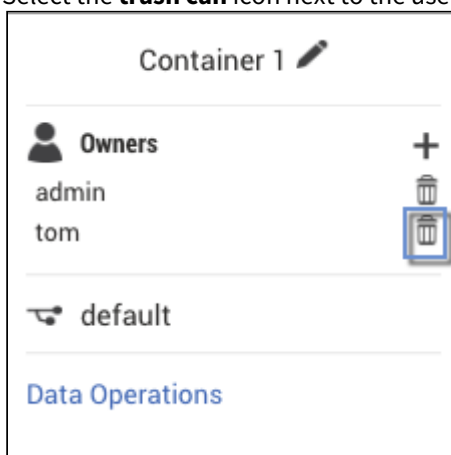 Select the trash can icon next to the use
Container 1
Owners
admin
tom
default
Data Operations